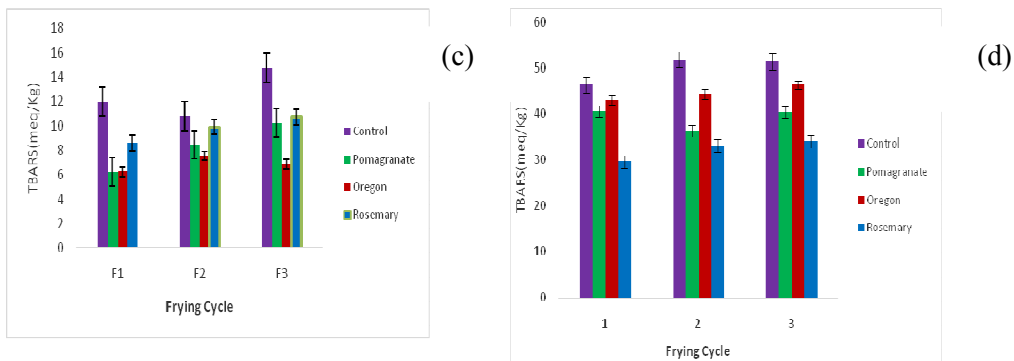 18
16
14
12
10
8
6
4
2
0
TBARS(meq/Kg)
F1 F2 F3
Frying Cycle
Control
Pomagranate
Oregon
Rosemary
(c)
60
50
40
30
20
10
0
TBARS(meq/Kg)
1 2 3
Frying Cycle
Control
Pomagranate
Oregon
Rosemary
(d)